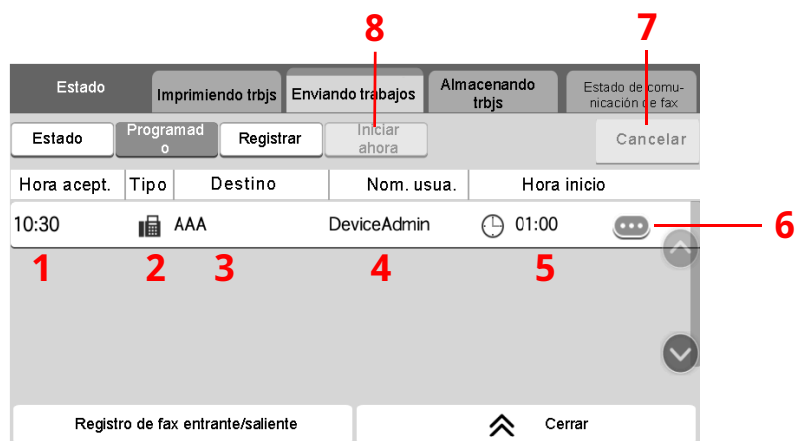 8
7
Estado
Imprimiendo trbjs
Enviando trabajos
Almacenando
trbjs
Estado de comu-
nicación de fax
Estado
Programad
o
Registrar
Iniciar
ahora
Cancelar
Hora acept.
Tipo
Destino
Nom. usua.
Hora inicio
10:30
AAA
DeviceAdmin
01:00
6
1
2
3
4
5
Registro de fax entrante/saliente
Cerrar